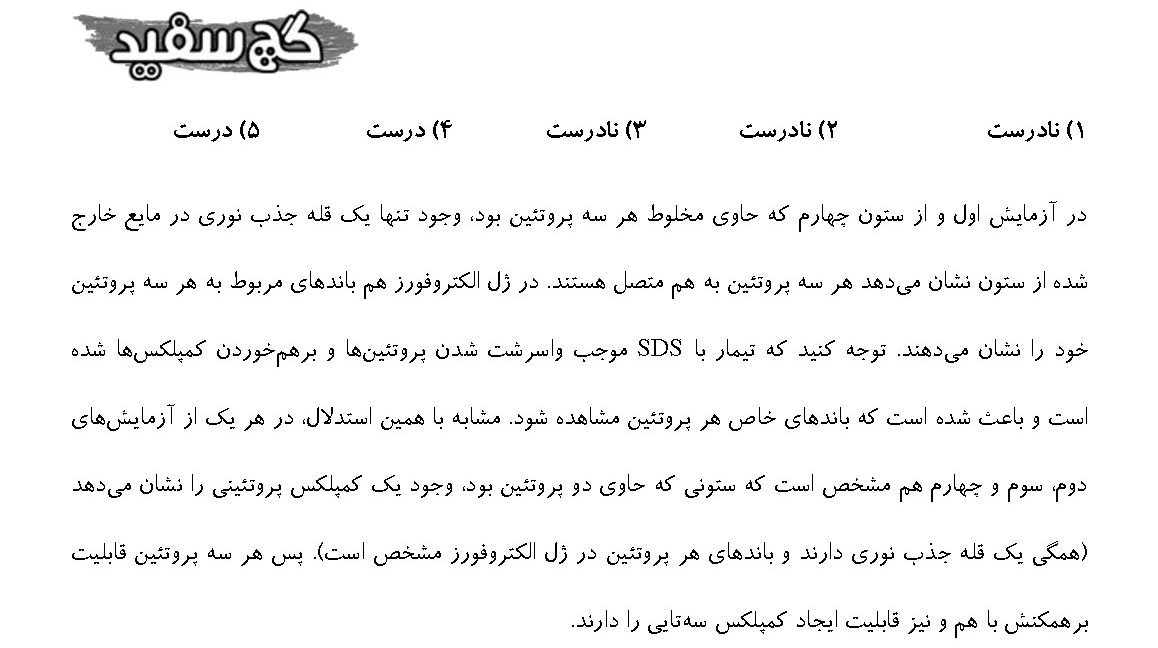 گچ سفید
۱) نادرست ۲) نادرست ۳) نادرست ۴) درست ۵) درست
در آزمایش اول و از ستون چهارم که حاوی مخلوط هر سه پروتئین بود، وجود تنها یک قله جذب نوری در مایع خارج
شده از ستون نشان می‌دهد هر سه پروتئین به هم متصل هستند. در ژل الکتروفورز هم باندهای مربوط به هر سه پروتئین
خود را نشان می‌دهند. توجه کنید که تیمار با SDS موجب واسرشت شدن پروتئین‌ها و برهم‌خوردن کمپلکس‌ها شده
است و باعث شده است که باندهای خاص هر پروتئین مشاهده شود. مشابه با همین استدلال، در هر یک از آزمایش‌های
دوم، سوم و چهارم هم مشخص است که ستونی که حاوی دو پروتئین بود، وجود یک کمپلکس پروتئینی را نشان می‌دهد
(همگی یک قله جذب نوری دارند و باندهای هر پروتئین در ژل الکتروفورز مشخص است). پس هر سه پروتئین قابلیت
برهمکنش با هم و نیز قابلیت ایجاد کمپلکس سه‌تایی را دارند.